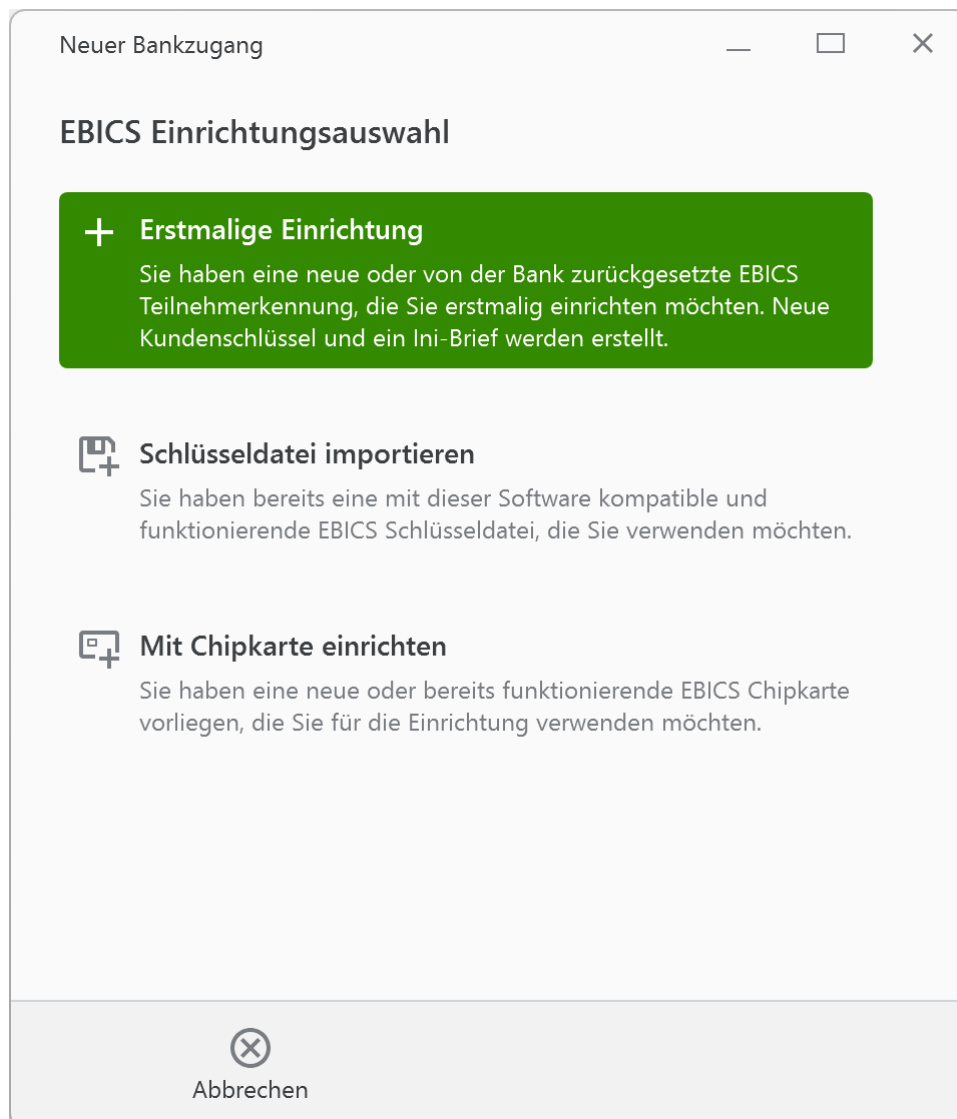 Neuer Bankzugang
EBICS Einrichtungsauswahl
Erstmalige Einrichtung
Sie haben eine neue oder von der Bank zurückgesetzte EBICS
Teilnehmerkennung, die Sie erstmalig einrichten möchten. Neue
Kundenschlüssel und ein Ini-Brief werden erstellt.
Schlüsseldatei importieren
Sie haben bereits eine mit dieser Software kompatible und
funktionierende EBICS Schlüsseldatei, die Sie verwenden möchten.
Mit Chipkarte einrichten
Sie haben eine neue oder bereits funktionierende EBICS Chipkarte
vorliegen, die Sie für die Einrichtung verwenden möchten.
Abbrechen